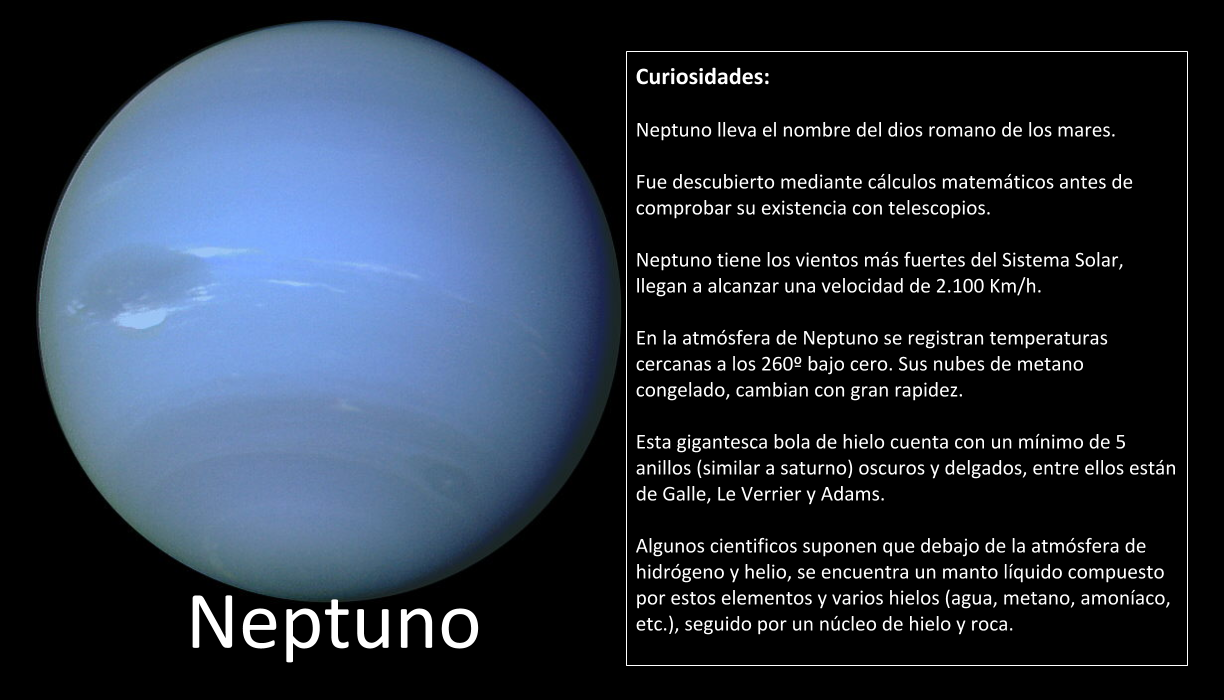 Curiosidades:
Neptuno lleva el nombre del dios romano de los mares.
Fue descubierto mediante cálculos matemáticos antes de
comprobar su existencia con telescopios.
Neptuno tiene los vientos más fuertes del Sistema Solar,
llegan a alcanzar una velocidad de 2.100 Km/h.
En la atmósfera de Neptuno se registran temperaturas
cercanas a los 260º bajo cero. Sus nubes de metano
congelado, cambian con gran rapidez.
Esta gigantesca bola de hielo cuenta con un mínimo de 5
anillos (similar a saturno) oscuros y delgados, entre ellos están
de Galle, Le Verrier y Adams.
Algunos cientificos suponen que debajo de la atmósfera de
hidrógeno y helio, se encuentra un manto líquido compuesto
por estos elementos y varios hielos (agua, metano, amoníaco,
etc.), seguido por un núcleo de hielo y roca.
Neptuno